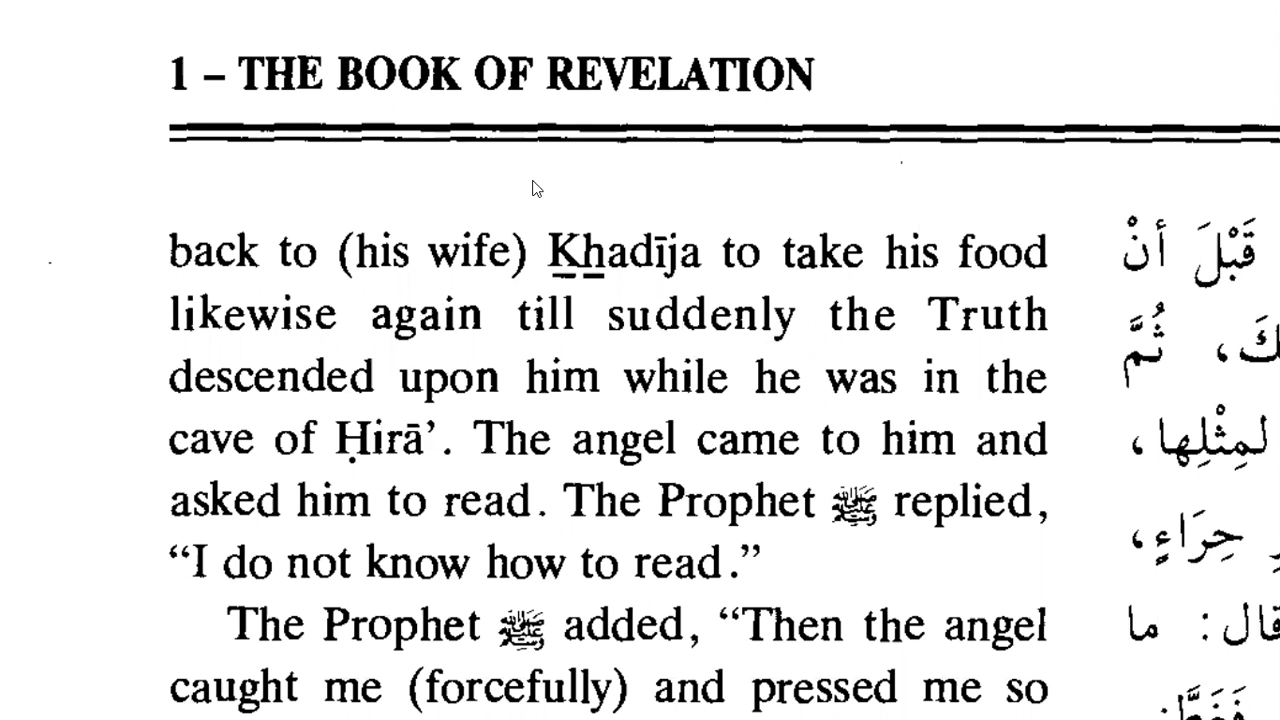 1 – THE BOOK OF REVELATION
back to (his wife) Khadīja to take his food
likewise again till suddenly the Truth
descended upon him while he was in the
cave of Ḥirā’. The angel came to him and
asked him to read. The Prophet ﷺ replied,
“I do not know how to read.”
The Prophet ﷺ added, “Then the angel
caught me (forcefully) and pressed me so
قَبْلَ أنْ
ثُمَّ
لمِثْلِها،
حِرَاءٍ،
قال: ما